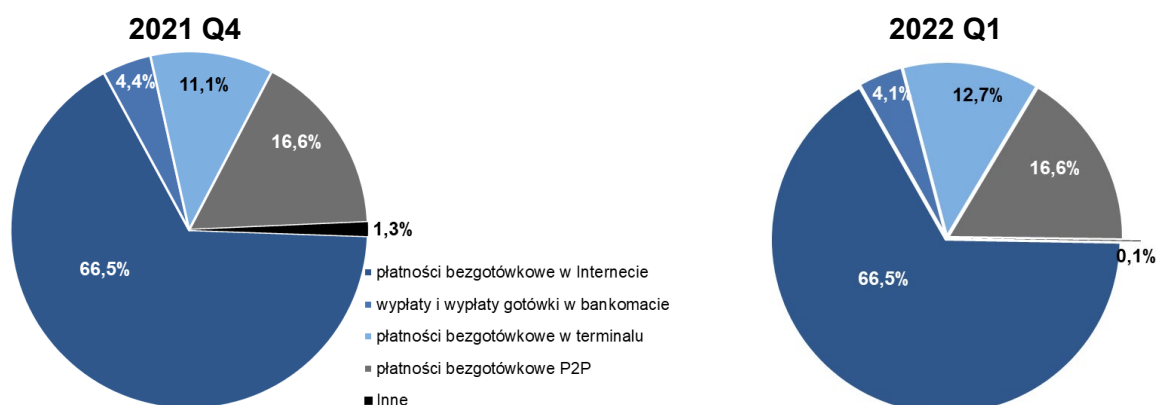 2021 Q4
4,4%
11,1%
16,6%
1,3%
66,5%
płatności bezgotówkowe w Internecie
wypłaty i wypłaty gotówki w bankomacie
płatności bezgotówkowe w terminalu
płatności bezgotówkowe P2P
Inne
2022 Q1
4,1%
12,7%
16,6%
0,1%
66,5%